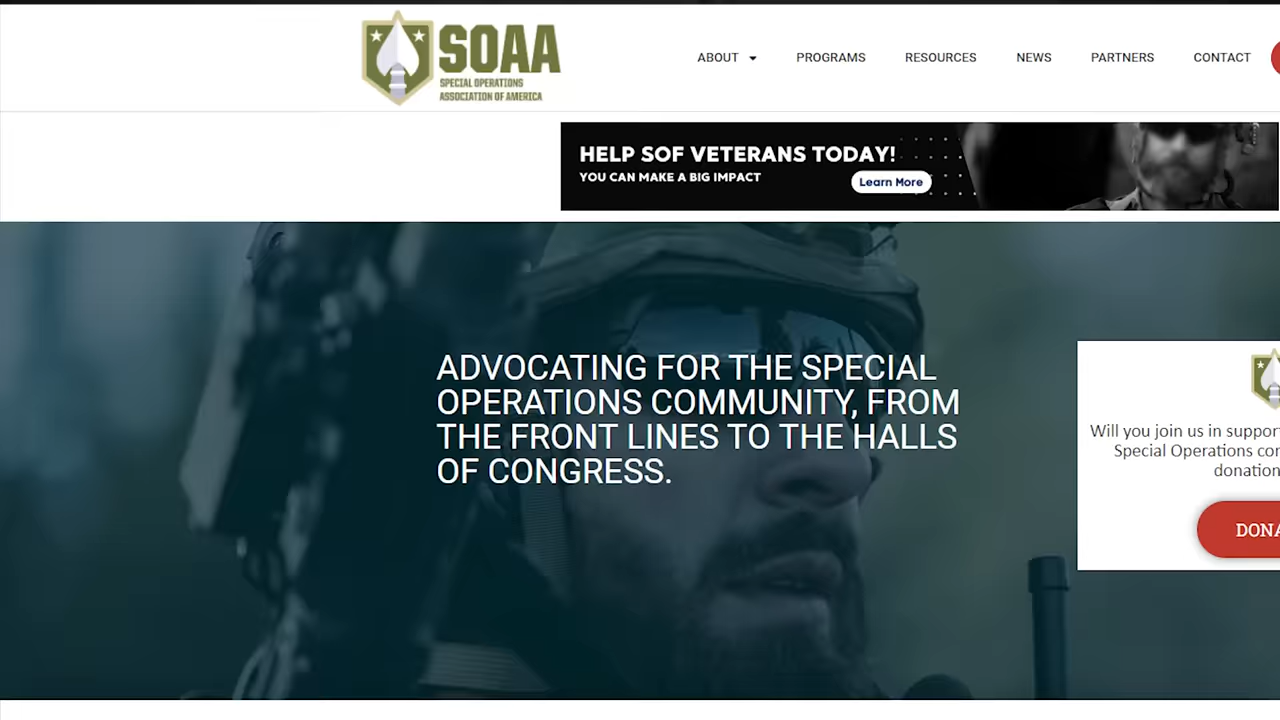 SOAA
SPECIAL OPERATIONS
ASSOCIATION OF AMERICA
ABOUT
PROGRAMS
RESOURCES
NEWS
PARTNERS
CONTACT
HELP SOF VETERANS TODAY!
YOU CAN MAKE A BIG IMPACT
Learn More
ADVOCATING FOR THE SPECIAL
OPERATIONS COMMUNITY, FROM
THE FRONT LINES TO THE HALLS
OF CONGRESS.
Will you join us in
Special Operations